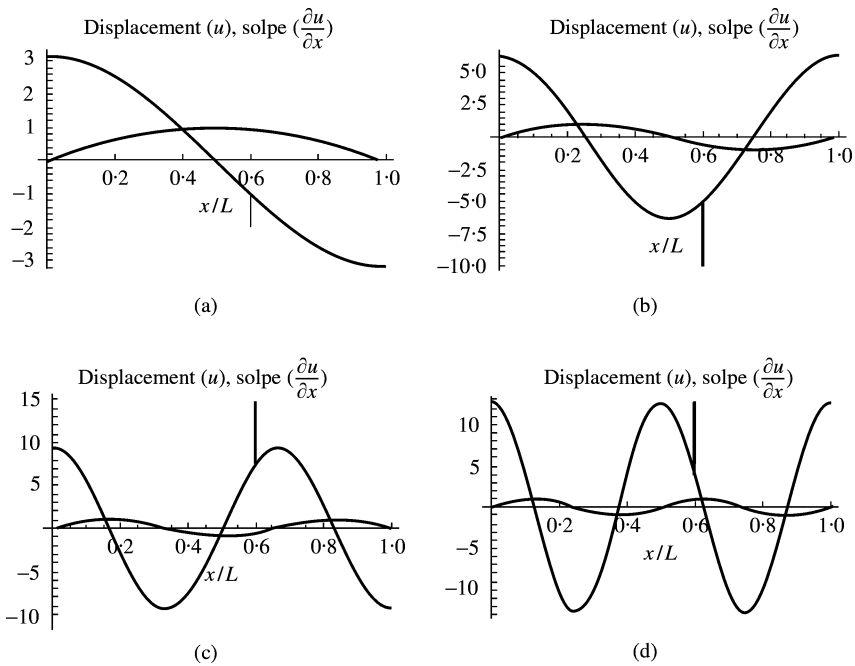 Displacement (u), solpe (∂u/∂x)
3
2
1
−1
−2
−3
0·2 0·4 0·6 0·8 1·0
x/L
(a)
Displacement (u), solpe (∂u/∂x)
5·0
2·5
−2·5
−5·0
−7·5
−10·0
0·2 0·4 0·6 0·8 1·0
x/L
(b)
Displacement (u), solpe (∂u/∂x)
15
10
5
0
−5
−10
0·2 0·4 0·6 0·8 1·0
x/L
(c)
Displacement (u), solpe (∂u/∂x)
10
5
−5
−10
0·2 0·4 0·6 0·8 1·0
x/L
(d)